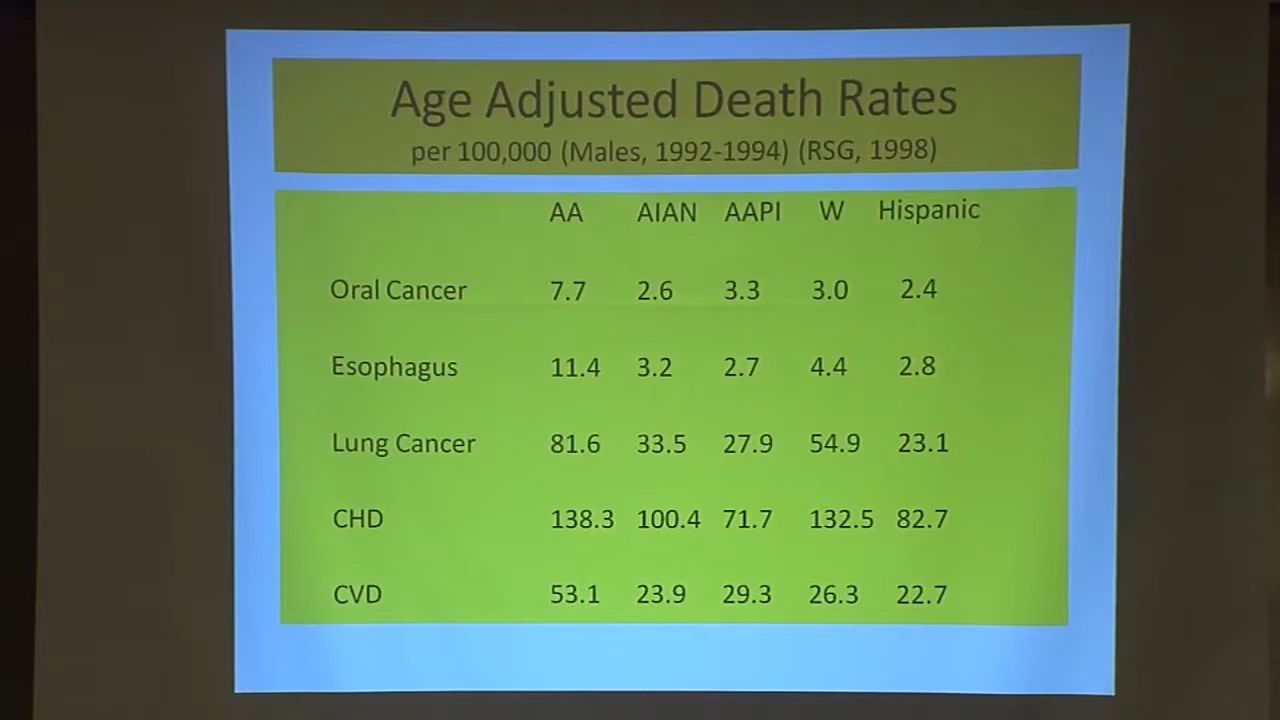 Age Adjusted Death Rates
per 100,000 (Males, 1992-1994) (RSG, 1998)
AA AIAN AAPI W Hispanic
Oral Cancer 7.7 2.6 3.3 3.0 2.4
Esophagus 11.4 3.2 2.7 4.4 2.8
Lung Cancer 81.6 33.5 27.9 54.9 23.1
CHD 138.3 100.4 71.7 132.5 82.7
CVD 53.1 23.9 29.3 26.3 22.7